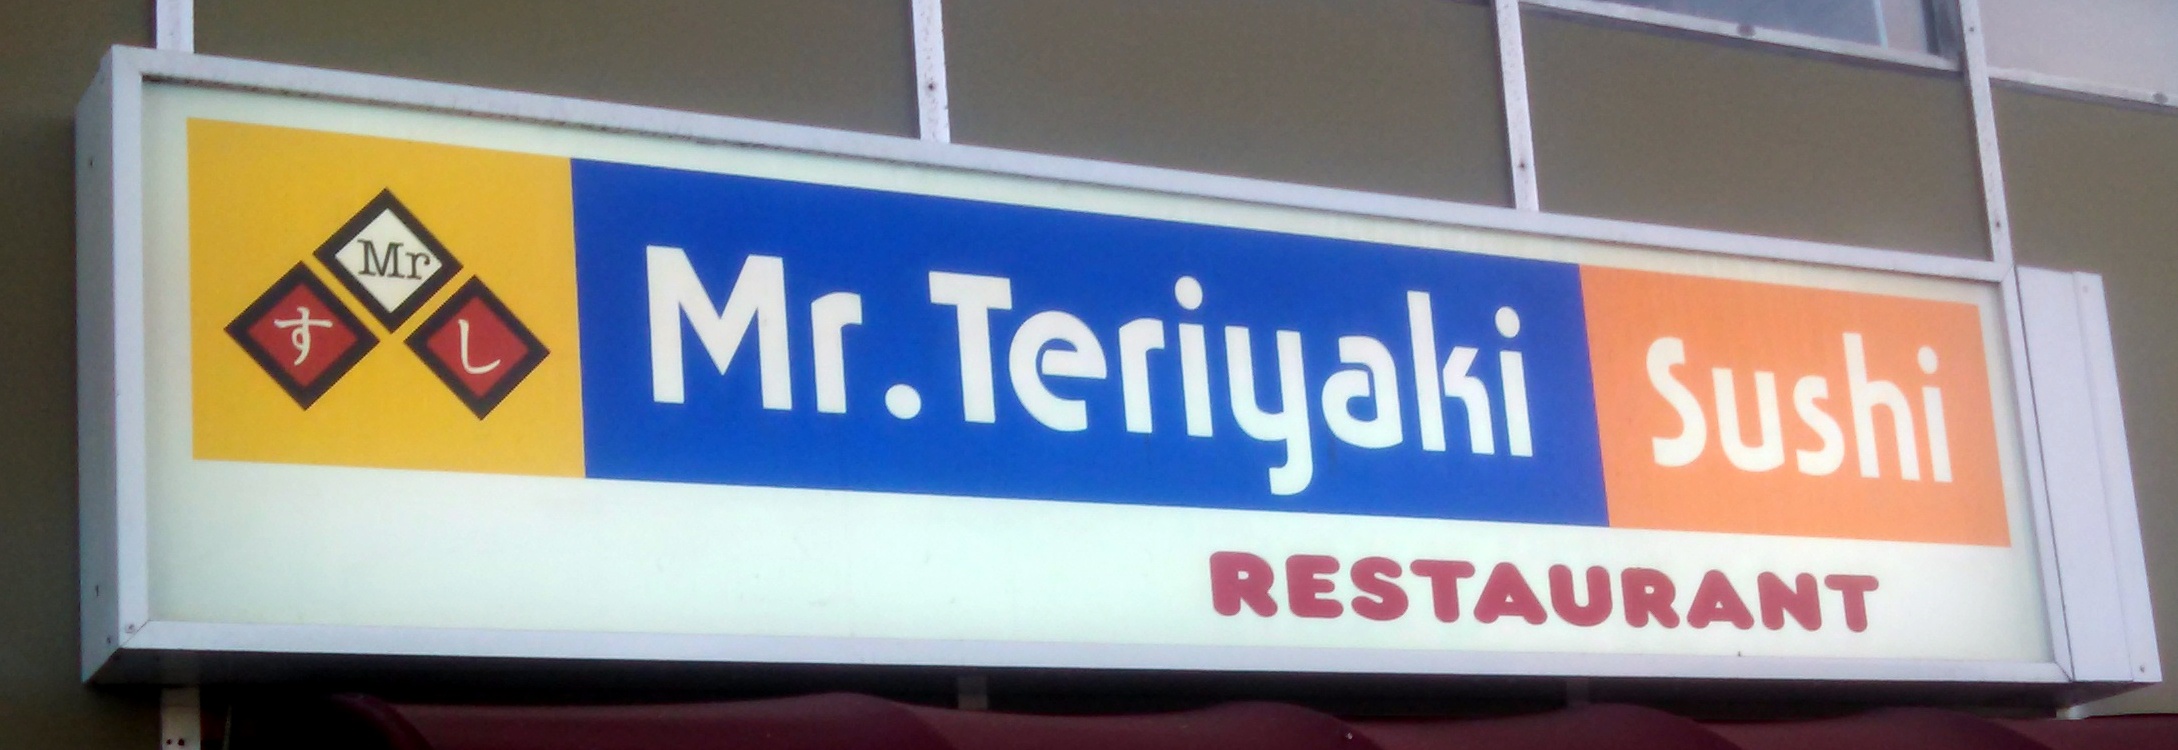 Mr
すし
Mr. Teriyaki Sushi
RESTAURANT